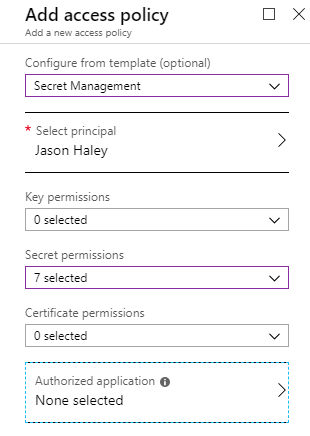 Add access policy
Add a new access policy
Configure from template (optional)
Secret Management
* Select principal
Jason Haley
Key permissions
0 selected
Secret permissions
7 selected
Certificate permissions
0 selected
Authorized application
None selected